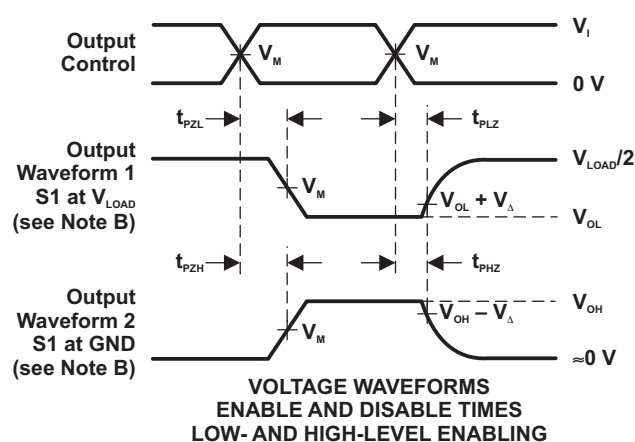 Output
Control
V_M
V_M
V_I
0 V
t_PZL
t_PLZ
Output
Waveform 1
S1 at V_LOAD
(see Note B)
V_M
V_LOAD/2
V_OL + V_Δ
V_OL
t_PZH
t_PHZ
Output
Waveform 2
S1 at GND
(see Note B)
V_M
V_OH
V_OH − V_Δ
≈0 V
VOLTAGE WAVEFORMS
ENABLE AND DISABLE TIMES
LOW- AND HIGH-LEVEL ENABLING